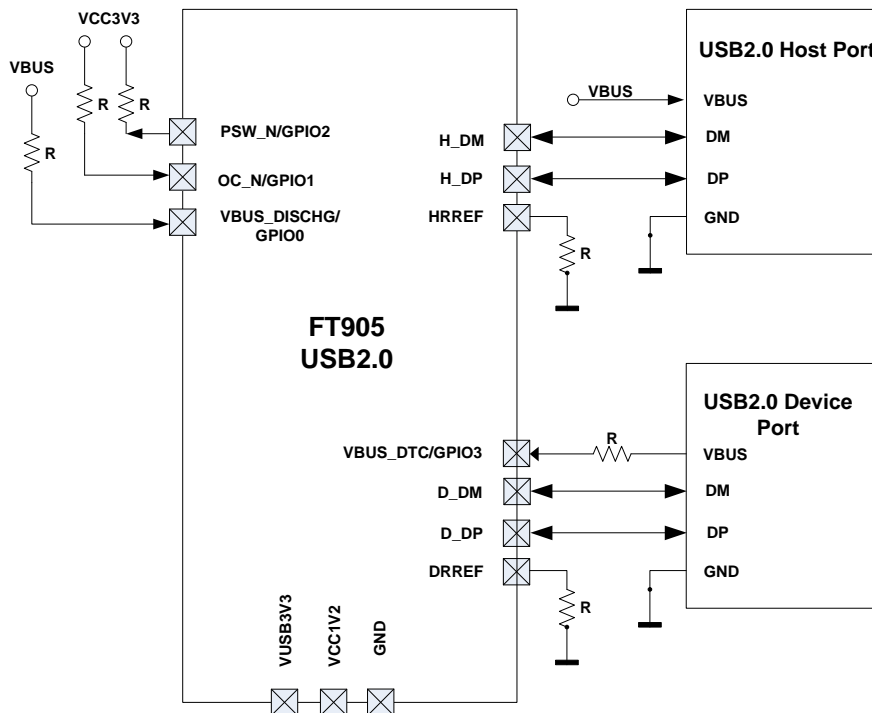 VCC3V3
VBUS
R
R
R
PSW_N/GPIO2
OC_N/GPIO1
VBUS_DISCHG/
GPIO0
H_DM
H_DP
HRREF
R
VBUS
USB2.0 Host Port
VBUS
DM
DP
GND
FT905
USB2.0
VBUS_DTC/GPIO3
D_DM
D_DP
DRREF
R
R
USB2.0 Device
Port
VBUS
DM
DP
GND
VUSB3V3
VCC1V2
GND